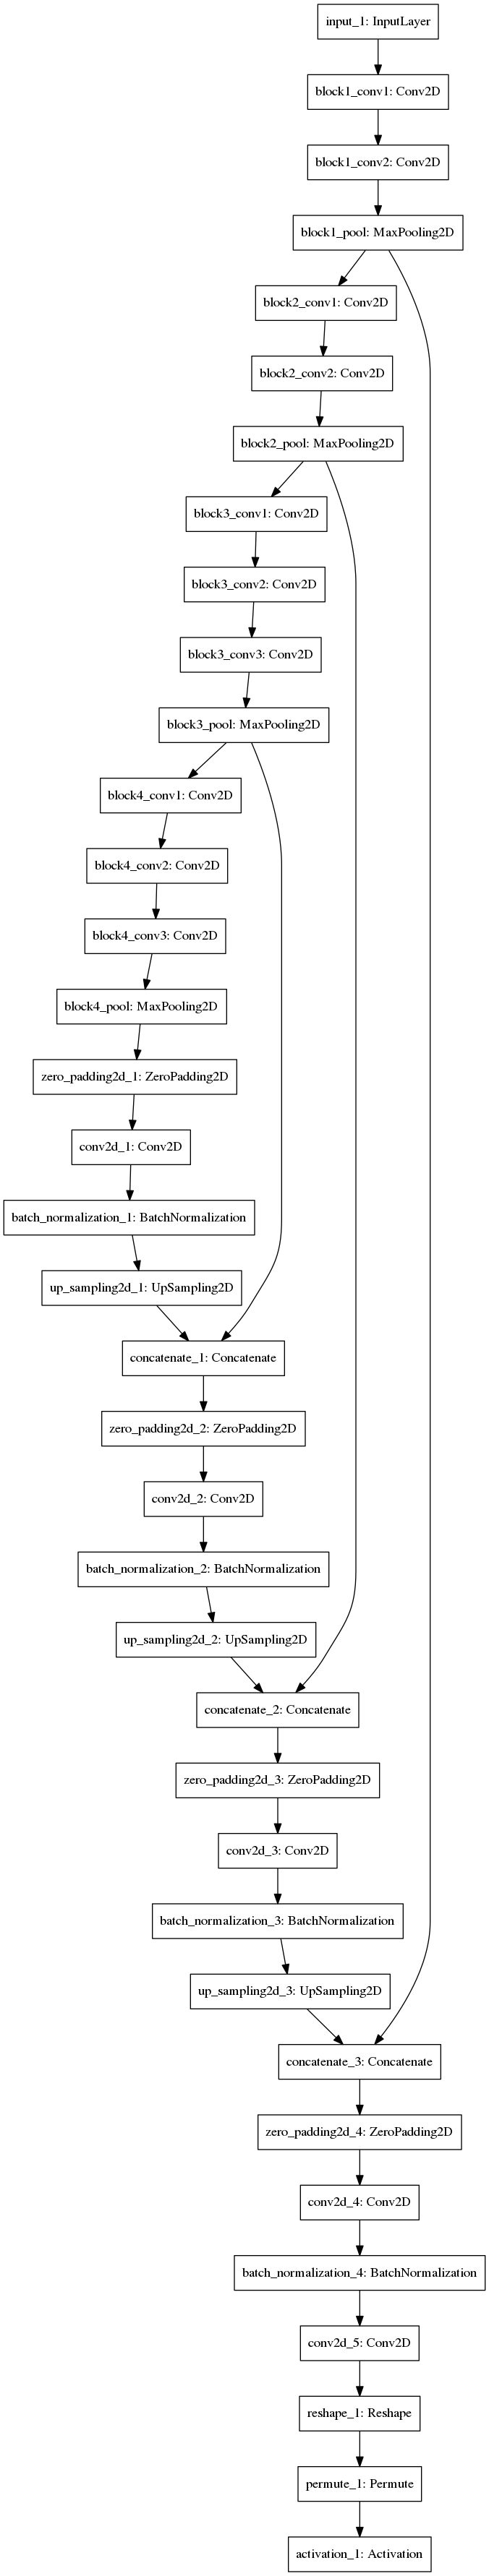 input_1: InputLayer
block1_conv1: Conv2D
block1_conv2: Conv2D
block1_pool: MaxPooling2D
block2_conv1: Conv2D
block2_conv2: Conv2D
block2_pool: MaxPooling2D
block3_conv1: Conv2D
block3_conv2: Conv2D
block3_conv3: Conv2D
block3_pool: MaxPooling2D
block4_conv1: Conv2D
block4_conv2: Conv2D
block4_conv3: Conv2D
block4_pool: MaxPooling2D
zero_padding2d_1: ZeroPadding2D
conv2d_1: Conv2D
batch_normalization_1: BatchNormalization
up_sampling2d_1: UpSampling2D
concatenate_1: Concatenate
zero_padding2d_2: ZeroPadding2D
conv2d_2: Conv2D
batch_normalization_2: BatchNormalization
up_sampling2d_2: UpSampling2D
concatenate_2: Concatenate
zero_padding2d_3: ZeroPadding2D
conv2d_3: Conv2D
batch_normalization_3: BatchNormalization
up_sampling2d_3: UpSampling2D
concatenate_3: Concatenate
zero_padding2d_4: ZeroPadding2D
conv2d_4: Conv2D
batch_normalization_4: BatchNormalization
conv2d_5: Conv2D
reshape_1: Reshape
permute_1: Permute
activation_1: Activation